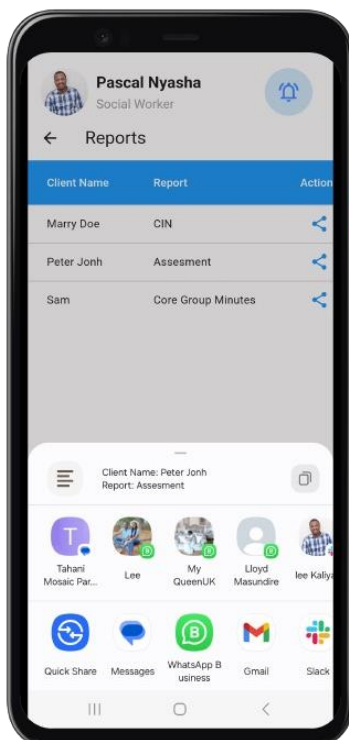 Pascal Nyasha
Social Worker
Reports
Client Name Report Action
Marry Doe CIN
Peter Jonh Assesment
Sam Core Group Minutes
Client Name: Peter Jonh
Report: Assesment
T
Tahani
Mosaic Par...
Lee
My
QueenUK
Lloyd
Masundire
lee Kaliya
B
Quick Share
Messages
WhatsApp B
usiness
Gmail
Slack